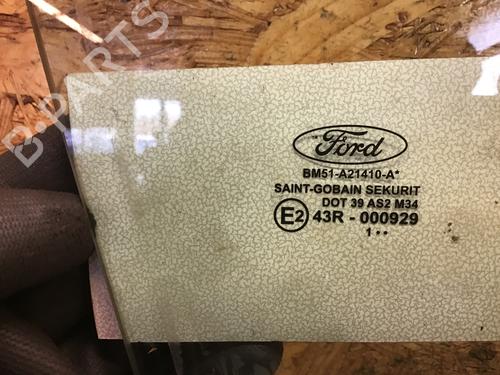 B-PARTS
Ford
BM51-A21410-A*
SAINT-GOBAIN SEKURIT
DOT 39 AS2 M34
E2 43R - 000929
1 • •